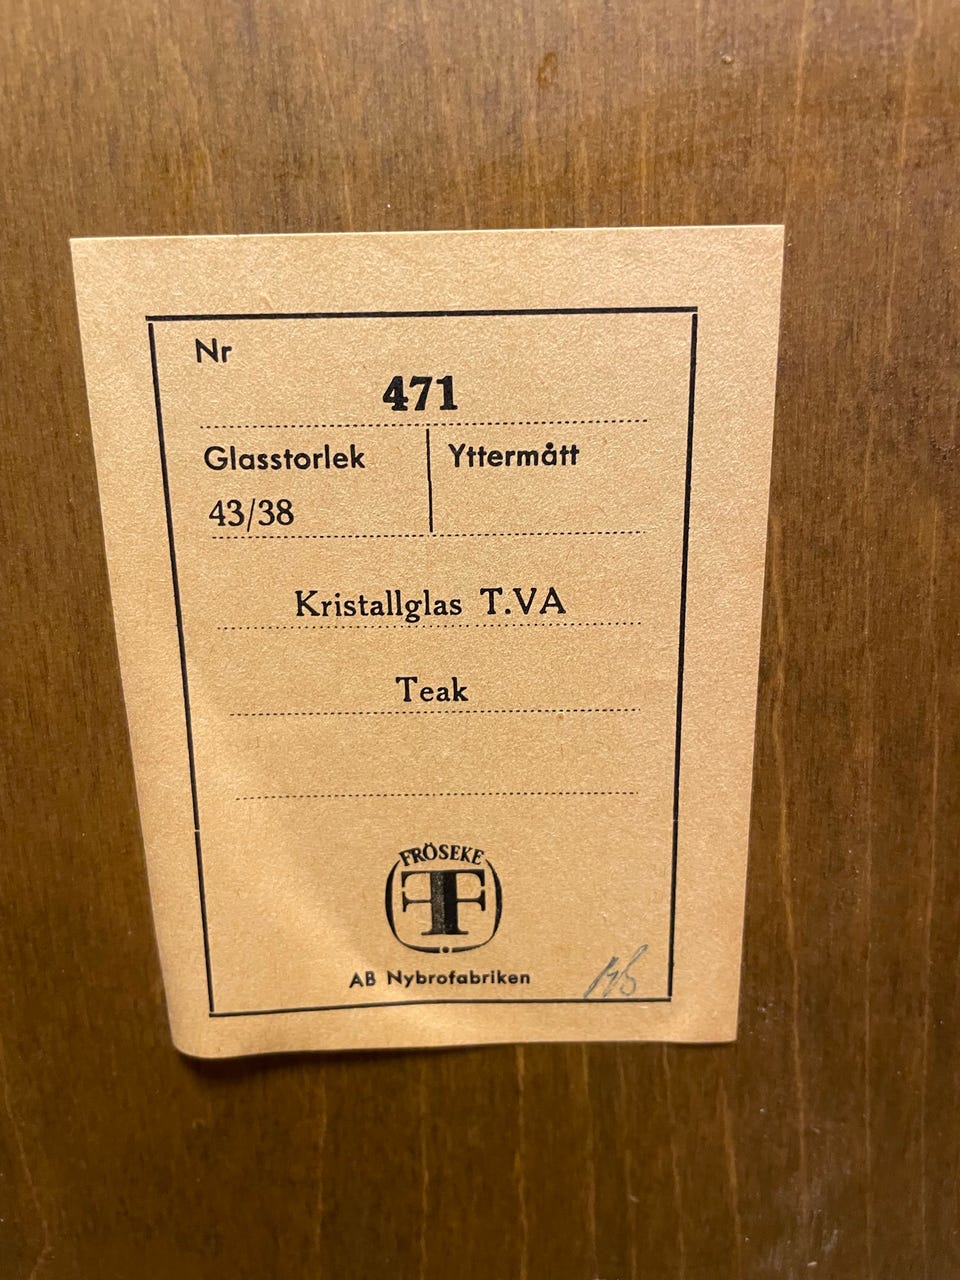 Nr
471
Glasstorlek
Yttermått
43/38
Kristallglas T.VA
Teak
FRÖSEKE
AB Nybrofabriken